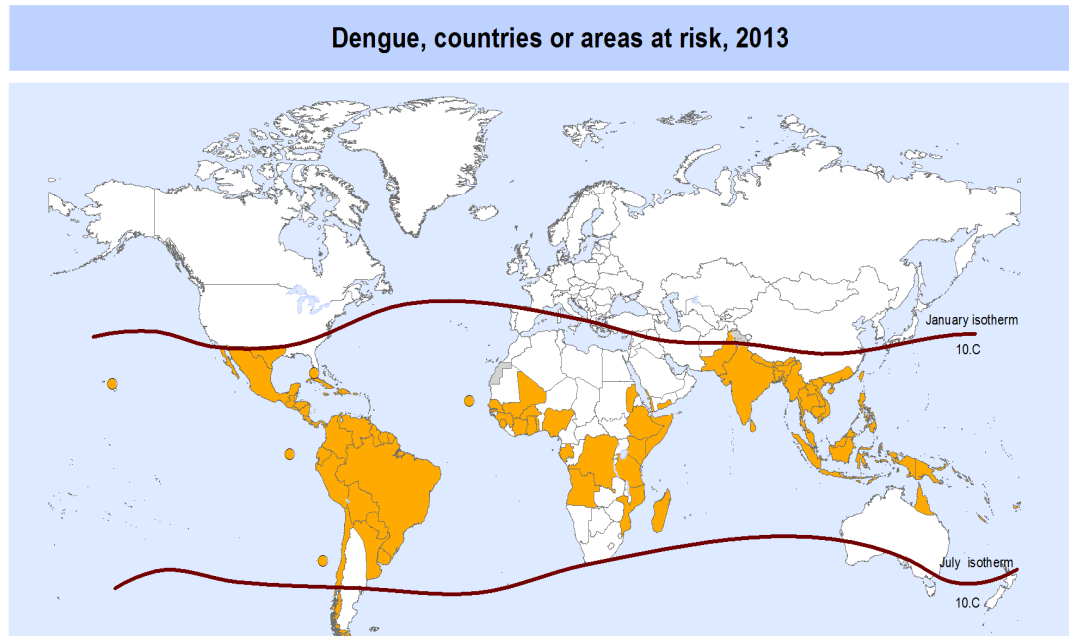 Dengue, countries or areas at risk, 2013
January isotherm
10.C
July isotherm
10.C